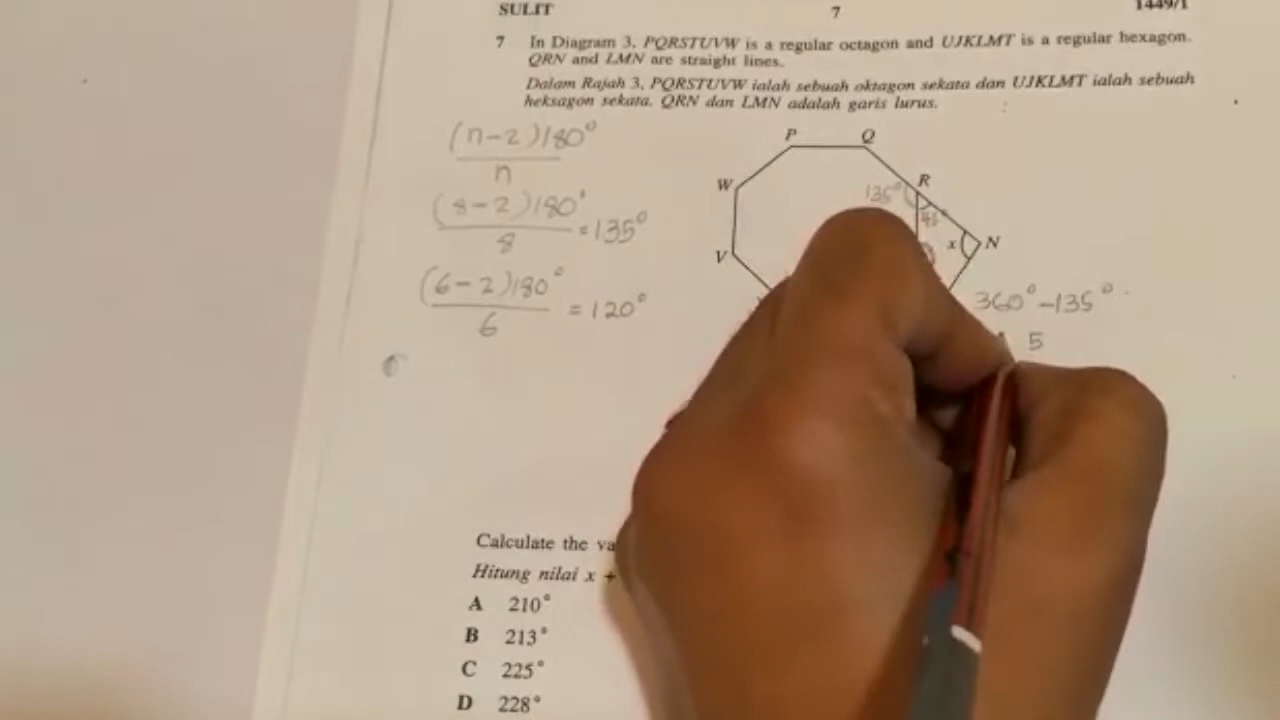 SULIT 7 1449/1
7 In Diagram 3, PQRSTUVW is a regular octagon and UJKLMT is a regular hexagon.
QRN and LMN are straight lines.
Dalam Rajah 3, PQRSTUVW ialah sebuah oktagon sekata dan UJKLMT ialah sebuah
heksagon sekata. QRN dan LMN adalah garis lurus.
(n-2)180°
n
(8-2)180°
8
=135°
(6-2)180°
6
=120°
P Q
W R
135°
45°
x N
V
360°-135°
5
Calculate the
Hitung nilai x +
A 210°
B 213°
C 225°
D 228°